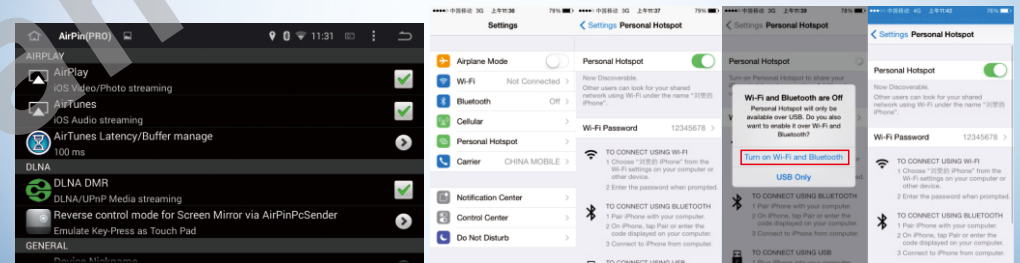 AirPin(PRO)
11:31
AIRPLAY
AirPlay
iOS Video/Photo streaming
AirTunes
iOS Audio streaming
AirTunes Latency/Buffer manage
100 ms
DLNA
DLNA DMR
DLNA/UPnP Media streaming
Reverse control mode for Screen Mirror via AirPinPcSender
Emulate Key-Press as Touch Pad
GENERAL
Device Nickname
中国移动 3G 上午11:36 78%
Settings
Airplane Mode
Wi-Fi Not Connected
Bluetooth Off
Cellular
Personal Hotspot
Carrier CHINA MOBILE
Notification Center
Control Center
Do Not Disturb
中国移动 3G 上午11:37 79%
Settings Personal Hotspot
Personal Hotspot
Now Discoverable.
Other users can look for your shared
network using Wi-Fi under the name
iPhone".
Wi-Fi Password 12345678
TO CONNECT USING WI-FI
1 Choose iPhone" from the
Wi-Fi settings on your computer or
other device.
2 Enter the password when prompted.
TO CONNECT USING BLUETOOTH
1 Pair iPhone with your computer.
2 On iPhone, tap Pair or enter the
code displayed on your computer.
3 Connect to iPhone from computer.
TO CONNECT USING USB
中国移动 3G 上午11:39 78%
Settings Personal Hotspot
Personal Hotspot
Turn on Personal Hotspot to share your
Wi-Fi and Bluetooth are Off
Personal Hotspot will only be
available over USB. Do you also
want to enable it over Wi-Fi and
Bluetooth?
Turn on Wi-Fi and Bluetooth
USB Only
TO CONNECT USING BLUETOOTH
1 Pair iPhone with your computer.
2 On iPhone, tap Pair or enter the
code displayed on your computer.
3 Connect to iPhone from computer.
TO CONNECT USING USB
中国移动 4G 上午11:42 76%
Settings Personal Hotspot
Personal Hotspot
Now Discoverable.
Other users can look for your shared
network using Wi-Fi under the name
iPhone".
Wi-Fi Password 12345678
TO CONNECT USING WI-FI
1 Choose iPhone" from the
Wi-Fi settings on your computer or
other device.
2 Enter the password when prompted.
TO CONNECT USING BLUETOOTH
1 Pair iPhone with your computer.
2 On iPhone, tap Pair or enter the
code displayed on your computer.
3 Connect to iPhone from computer.